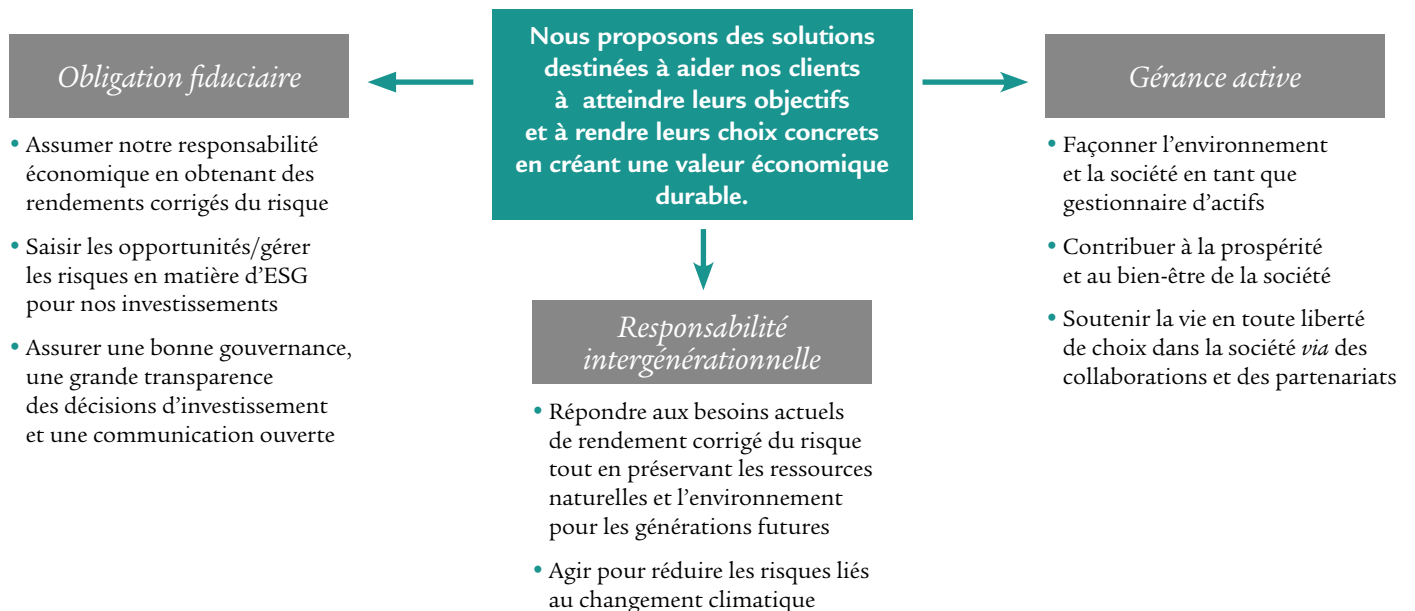 Nous proposons des solutions
destinées à aider nos clients
à atteindre leurs objectifs
et à rendre leurs choix concrets
en créant une valeur économique
durable.
Obligation fiduciaire
• Assumer notre responsabilité
économique en obtenant des
rendements corrigés du risque
• Saisir les opportunités/gérer
les risques en matière d’ESG
pour nos investissements
• Assurer une bonne gouvernance,
une grande transparence
des décisions d’investissement
et une communication ouverte
Responsabilité
intergénérationnelle
• Répondre aux besoins actuels
de rendement corrigé du risque
tout en préservant les ressources
naturelles et l’environnement
pour les générations futures
• Agir pour réduire les risques liés
au changement climatique
Gérance active
• Façonner l’environnement
et la société en tant que
gestionnaire d’actifs
• Contribuer à la prospérité
et au bien-être de la société
• Soutenir la vie en toute liberté
de choix dans la société via des
collaborations et des partenariats